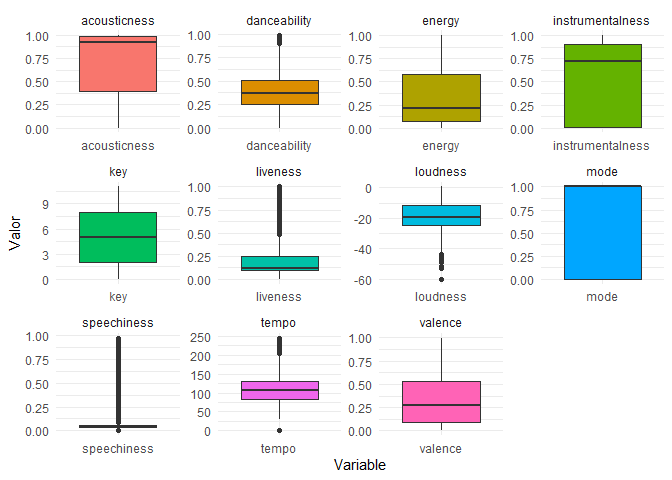 acousticness danceability energy instrumentalness
1.00 1.00 1.00 1.00
0.75 0.75 0.75 0.75
0.50 0.50 0.50 0.50
0.25 0.25 0.25 0.25
0.00 0.00 0.00 0.00
acousticness danceability energy instrumentalness
key liveness loudness mode
1.00 0 1.00
9 0.75 -20 0.75
6 0.50 0.50
3 0.25 -40 0.25
0 0.00 -60 0.00
key liveness loudness mode
Valor
speechiness tempo valence
1.00 250 1.00
0.75 200 0.75
150
0.50 100 0.50
0.25 50 0.25
0.00 0 0.00
speechiness tempo valence
Variable